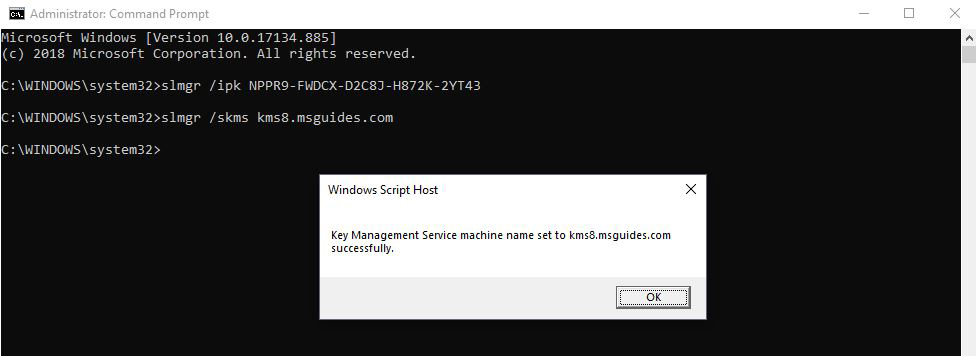 Administrator: Command Prompt
Microsoft Windows [Version 10.0.17134.885]
(c) 2018 Microsoft Corporation. All rights reserved.
C:\WINDOWS\system32>slmgr /ipk NPPR9-FWDCX-D2C8J-H872K-2YT43
C:\WINDOWS\system32>slmgr /skms kms8.msguides.com
C:\WINDOWS\system32>
Windows Script Host
Key Management Service machine name set to kms8.msguides.com
successfully.
OK